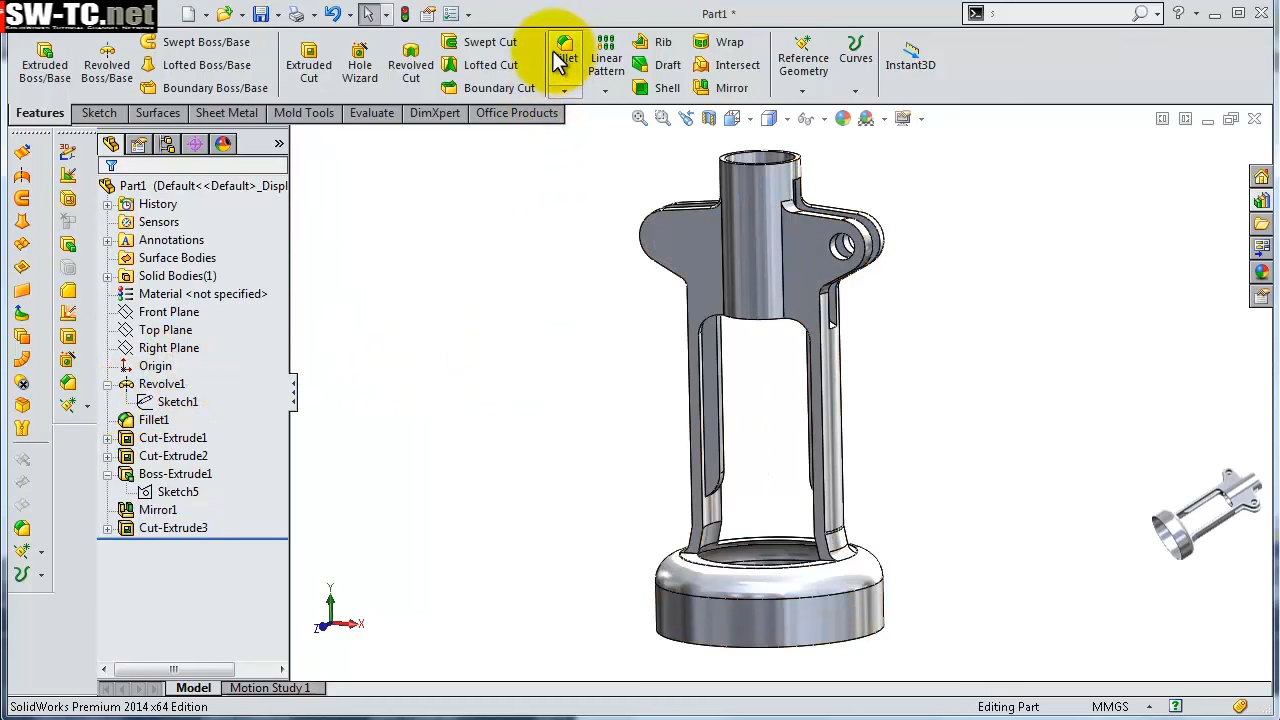 SW-TC.net
Part1 *
s
Extruded Boss/Base
Revolved Boss/Base
Swept Boss/Base
Lofted Boss/Base
Boundary Boss/Base
Extruded Cut
Hole Wizard
Revolved Cut
Swept Cut
Lofted Cut
Boundary Cut
Linear Pattern
Rib
Draft
Shell
Wrap
Intersect
Mirror
Reference Geometry
Curves
Instant3D
Features
Sketch
Surfaces
Sheet Metal
Mold Tools
Evaluate
DimXpert
Office Products
Part1 (Default<<Default>_Displ
History
Sensors
Annotations
Surface Bodies
Solid Bodies(1)
Material <not specified>
Front Plane
Top Plane
Right Plane
Origin
Revolve1
Sketch1
Fillet1
Cut-Extrude1
Cut-Extrude2
Boss-Extrude1
Sketch5
Mirror1
Cut-Extrude3
Y
X
Z
Model
Motion Study 1
SolidWorks Premium 2014 x64 Edition
Editing Part
MMGS